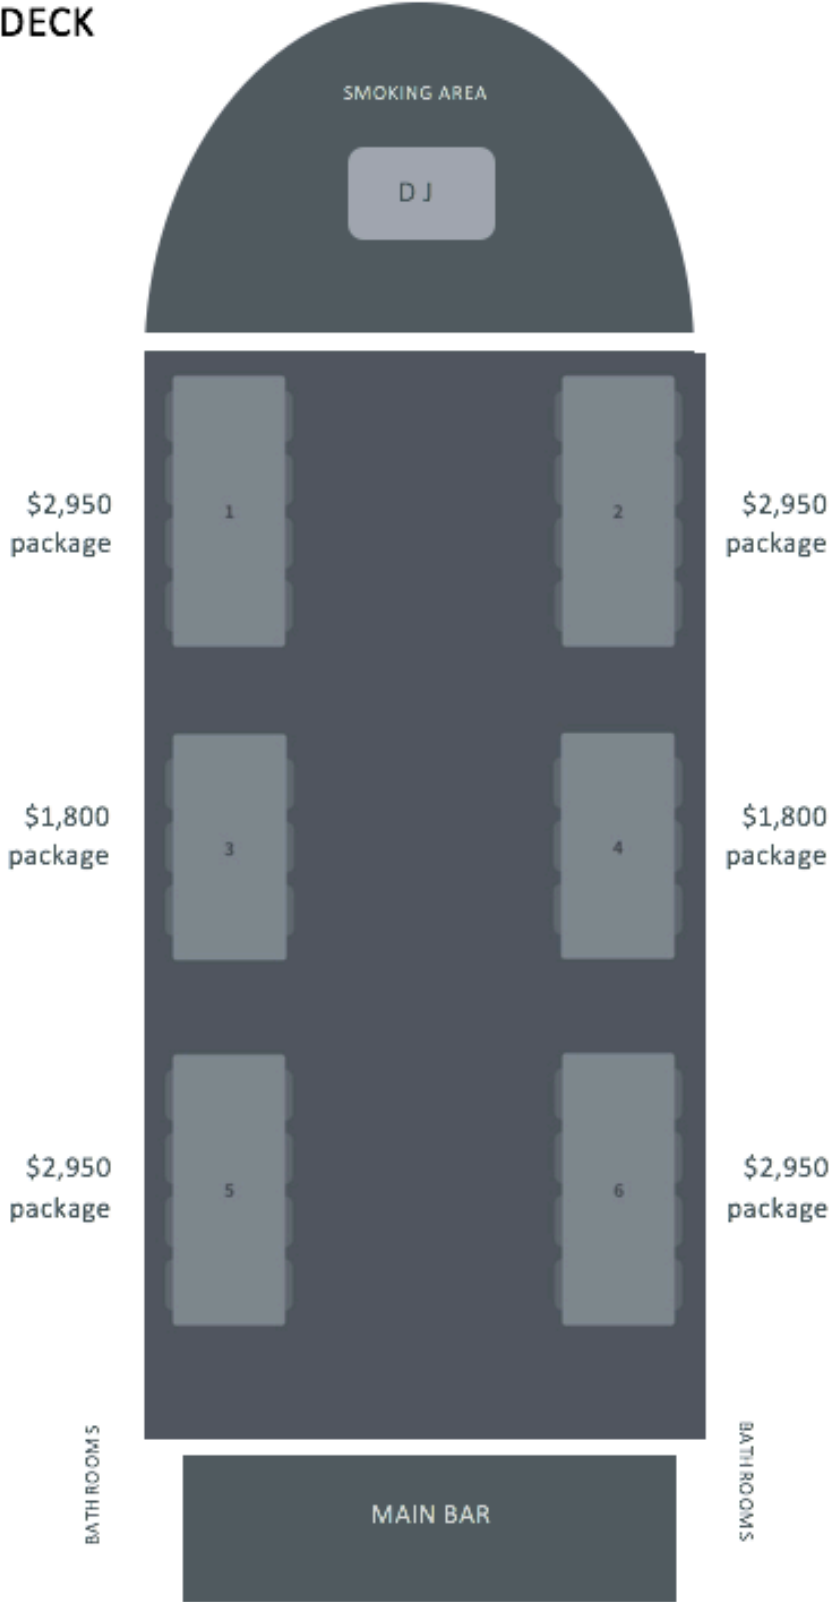 DECK
SMOKING AREA
DJ
1
2
$2,950
package
$2,950
package
3
4
$1,800
package
$1,800
package
5
6
$2,950
package
$2,950
package
BATHROOMS
BATHROOMS
MAIN BAR